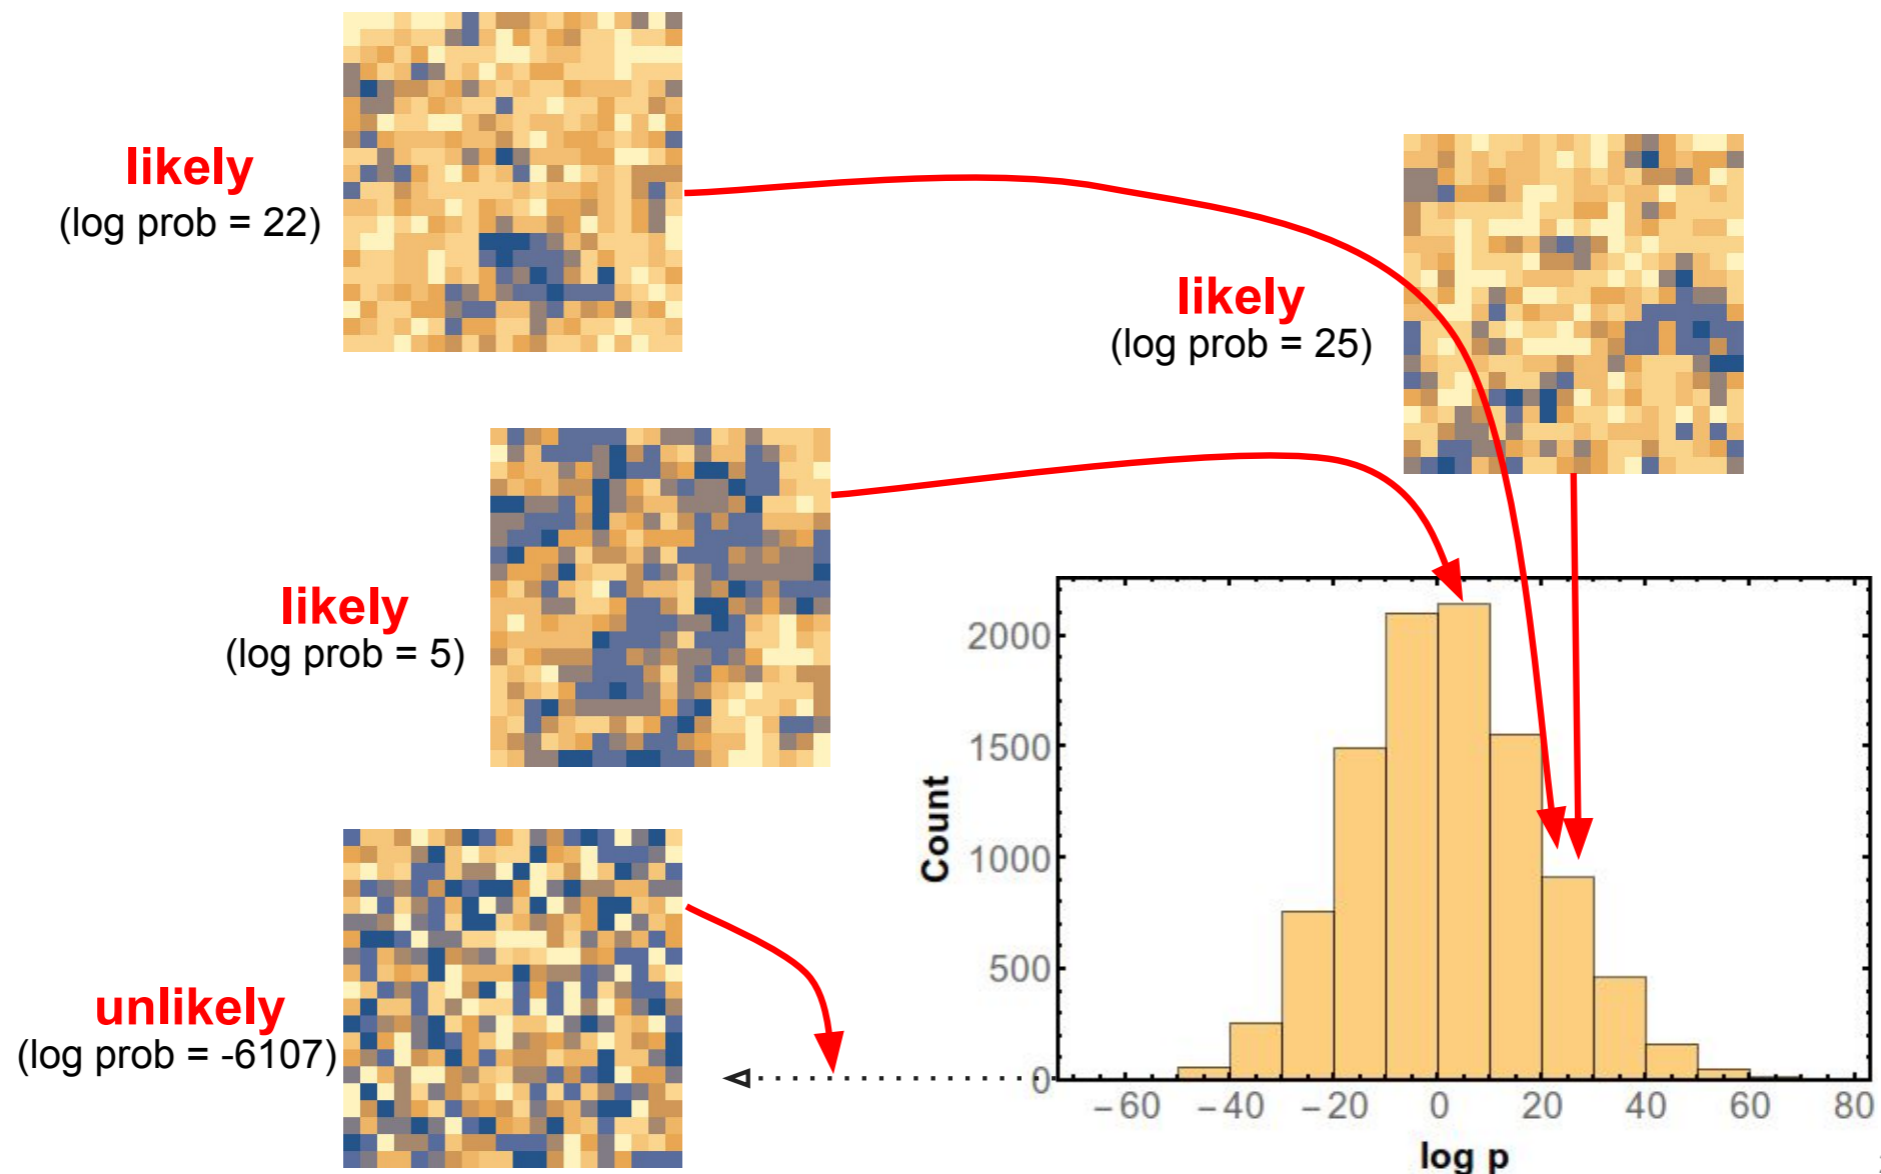 likely
(log prob = 22)
likely
(log prob = 25)
likely
(log prob = 5)
unlikely
(log prob = -6107)
Count
2000
1500
1000
500
0
−60 −40 −20 0 20 40 60 80
log p